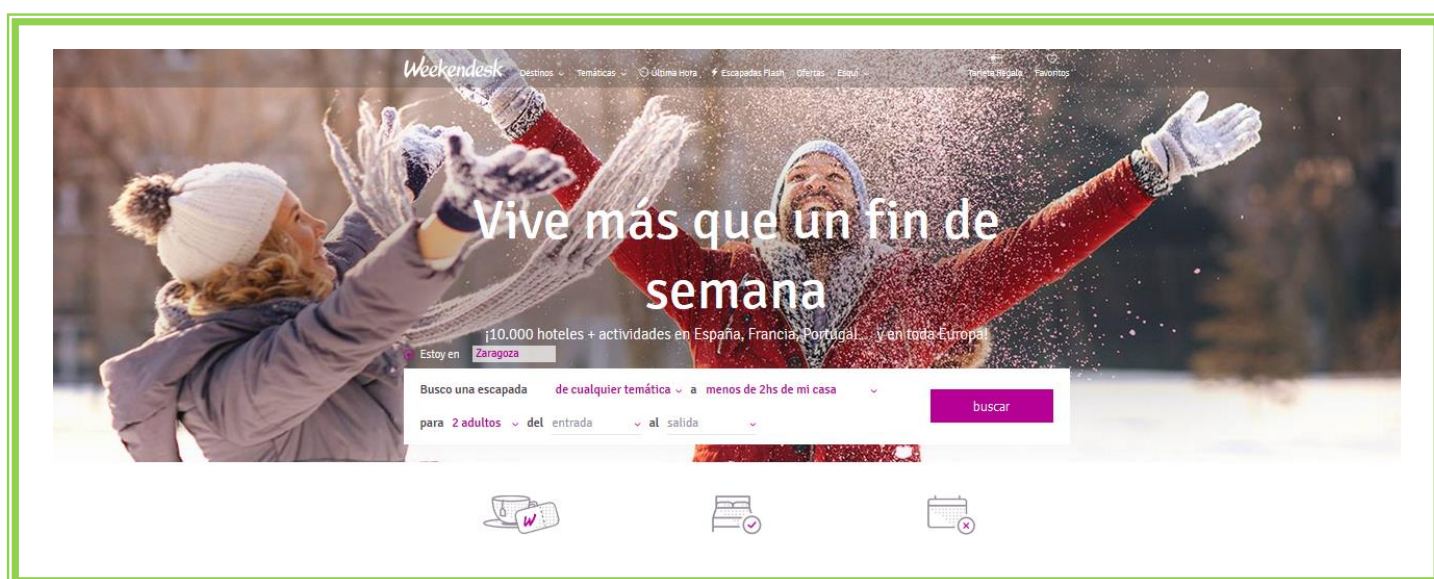 Weekendesk Destinos Temáticas Última Hora Escapadas Flash Ofertas Esquí Tarjeta Regalo Favoritos
Vive más que un fin de
semana
¡10.000 hoteles + actividades en España, Francia, Portugal... y en toda Europa!
Estoy en Zaragoza
Busco una escapada de cualquier temática a menos de 2hs de mi casa
buscar
para 2 adultos del entrada al salida
W